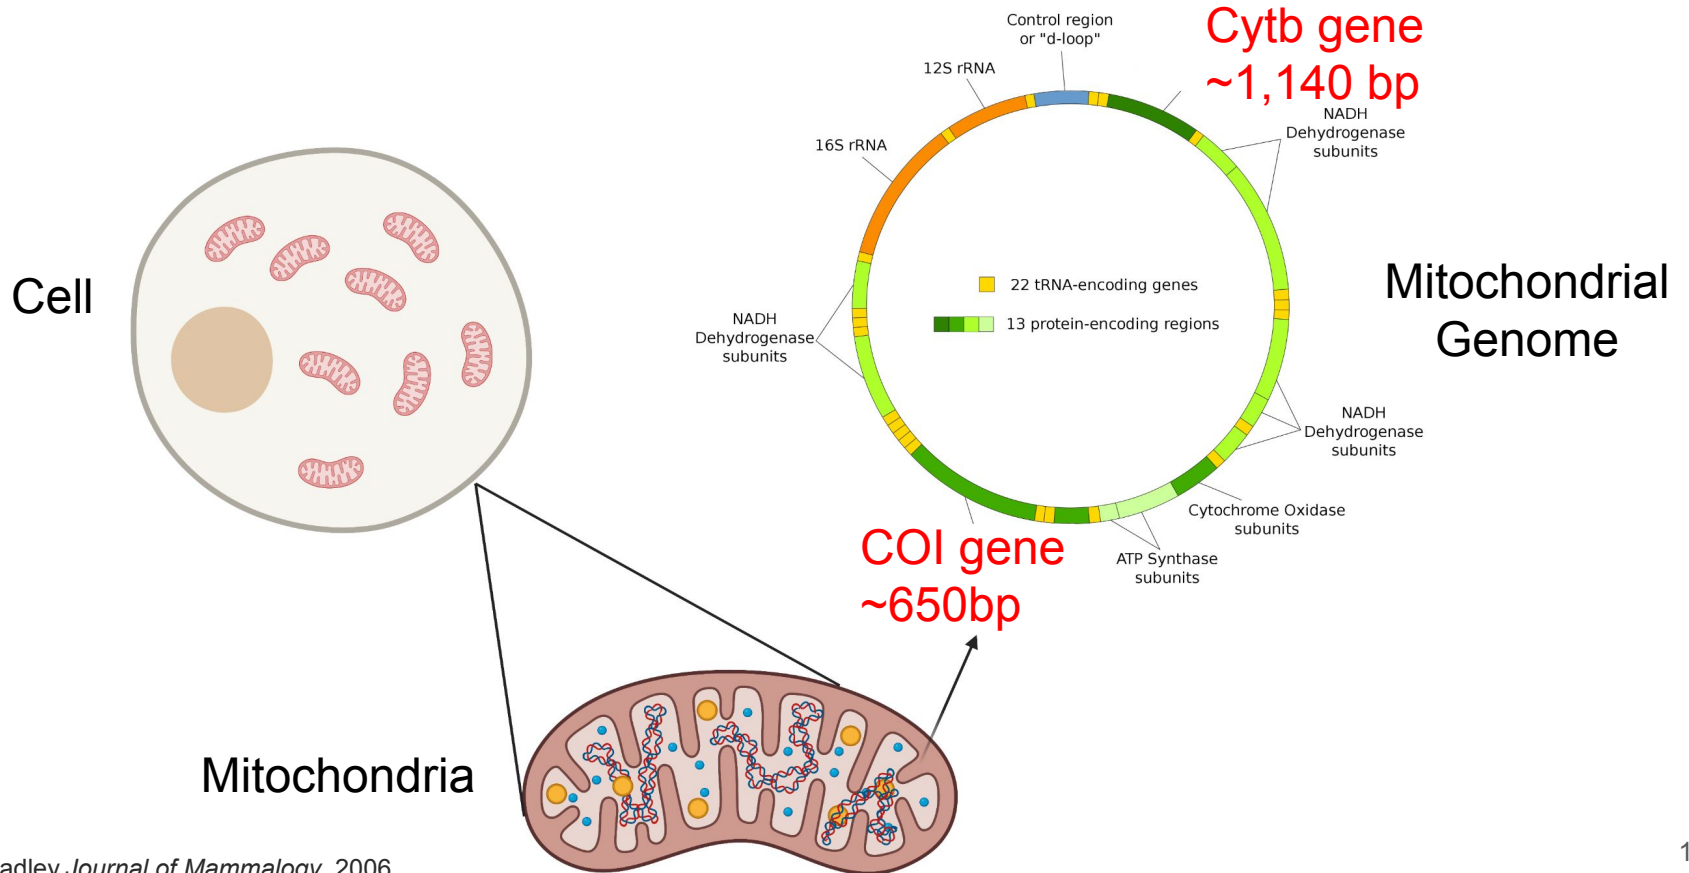 Control region
or "d-loop"
Cytb gene
~1,140 bp
12S rRNA
NADH
Dehydrogenase
subunits
16S rRNA
Cell
22 tRNA-encoding genes
13 protein-encoding regions
Mitochondrial
Genome
NADH
Dehydrogenase
subunits
NADH
Dehydrogenase
subunits
Cytochrome Oxidase
subunits
COI gene
~650bp
ATP Synthase
subunits
Mitochondria
adley Journal of Mammalogy, 2006
1